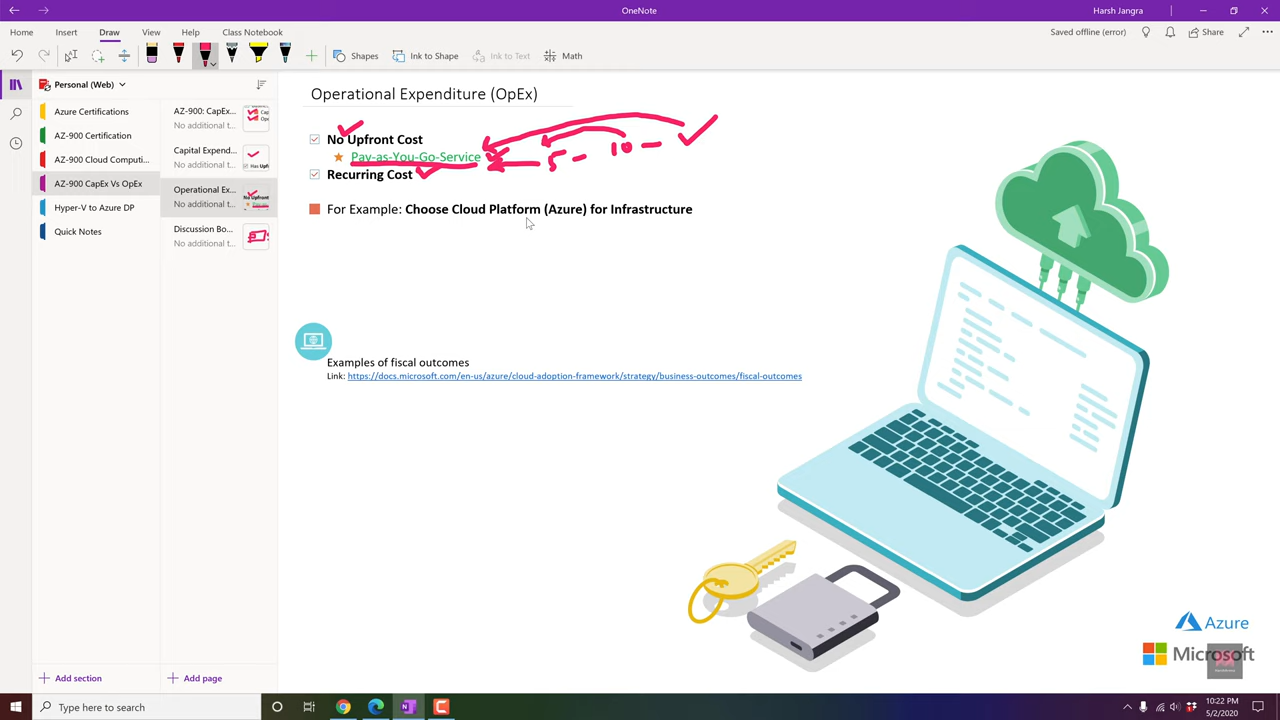 OneNote
Harsh Jangra
Home Insert Draw View Help Class Notebook
Saved offline (error) Share
Shapes Ink to Shape Ink to Text Math
Personal (Web)
Azure Certifications
AZ-900 Certification
AZ-900 Cloud Computi...
AZ-900 CapEx Vs OpEx
Hyper-V to Azure DP
Quick Notes
AZ-900: CapEx...
No additional t...
Capital Expend...
No additional t...
Operational Ex...
No additional t...
Discussion Bo...
No additional t...
Operational Expenditure (OpEx)
No Upfront Cost
Pay-as-You-Go-Service
5 - 10 -
Recurring Cost
For Example: Choose Cloud Platform (Azure) for Infrastructure
Examples of fiscal outcomes
Link: https://docs.microsoft.com/en-us/azure/cloud-adoption-framework/strategy/business-outcomes/fiscal-outcomes
Azure
Microsoft
Add section
Add page
Type here to search
10:22 PM
5/2/2020